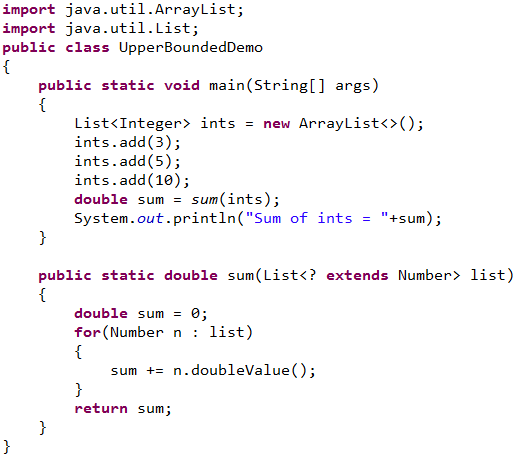 import java.util.ArrayList;
import java.util.List;
public class UpperBoundedDemo
{
    public static void main(String[] args)
    {
        List<Integer> ints = new ArrayList<>();
        ints.add(3);
        ints.add(5);
        ints.add(10);
        double sum = sum(ints);
        System.out.println("Sum of ints = "+sum);
    }

    public static double sum(List<? extends Number> list)
    {
        double sum = 0;
        for(Number n : list)
        {
            sum += n.doubleValue();
        }
        return sum;
    }
}